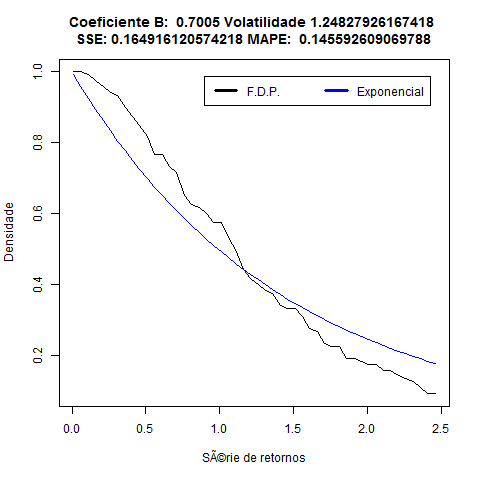 Coeficiente B:  0.7005 Volatilidade 1.24827926167418
SSE: 0.164916120574218 MAPE:  0.145592609069788
F.D.P.
Exponencial
Densidade
1.0
0.8
0.6
0.4
0.2
0.0
0.5
1.0
1.5
2.0
2.5
SÃ©rie de retornos